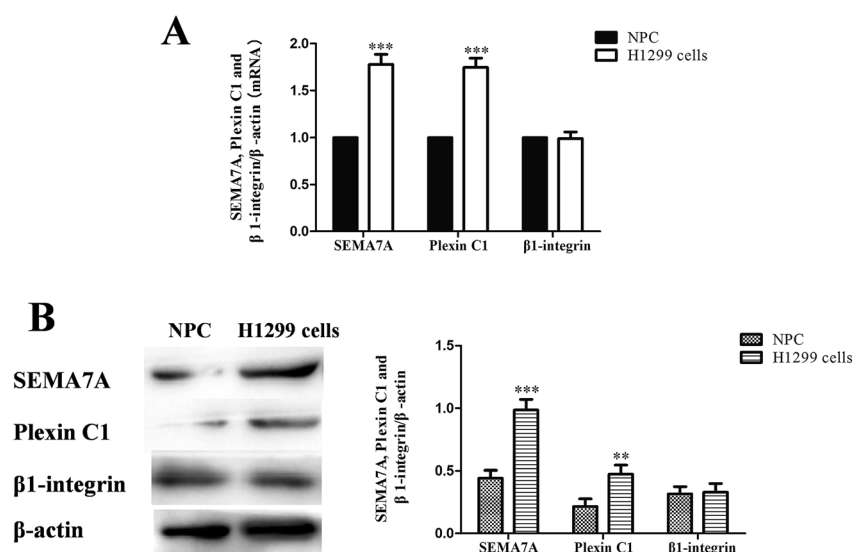 A
SEMA7A, Plexin C1 and
β 1-integrin/β -actin (mRNA)
2.0
1.5
1.0
0.5
0.0
***
***
SEMA7A
Plexin C1
β1-integrin
NPC
H1299 cells
B
NPC
H1299 cells
SEMA7A
Plexin C1
β1-integrin
β-actin
SEMA7A, Plexin C1 and
β 1-integrin/β -actin
1.5
1.0
0.5
0.0
***
**
SEMA7A
Plexin C1
β1-integrin
NPC
H1299 cells